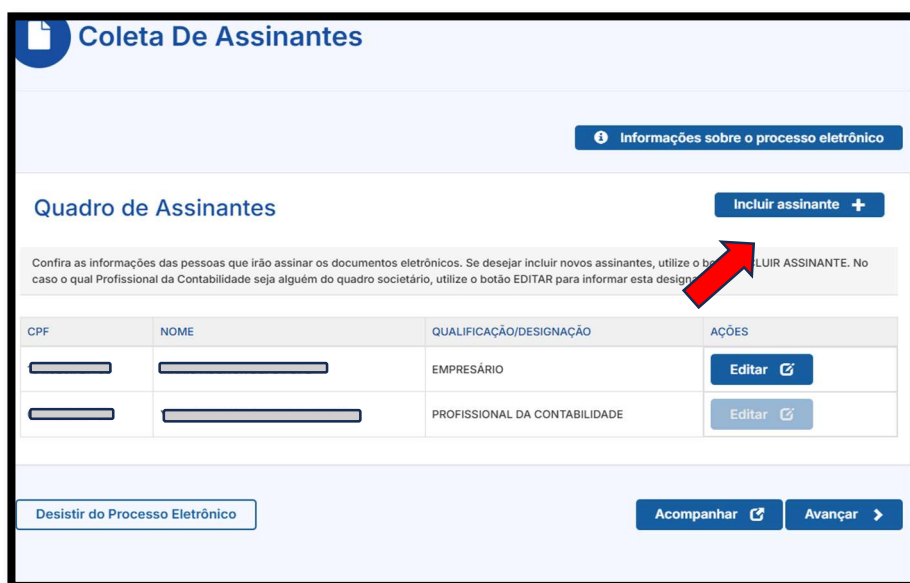 Coleta De Assinantes
Informações sobre o processo eletrônico
Quadro de Assinantes
Incluir assinante
Confira as informações das pessoas que irão assinar os documentos eletrônicos. Se desejar incluir novos assinantes, utilize o LUIR ASSINANTE. No
caso o qual Profissional da Contabilidade seja alguém do quadro societário, utilize o botão EDITAR para informar esta
CPF NOME QUALIFICAÇÃO/DESIGNAÇÃO AÇÕES
EMPRESÁRIO Editar
PROFISSIONAL DA CONTABILIDADE Editar
Desistir do Processo Eletrônico Acompanhar Avançar